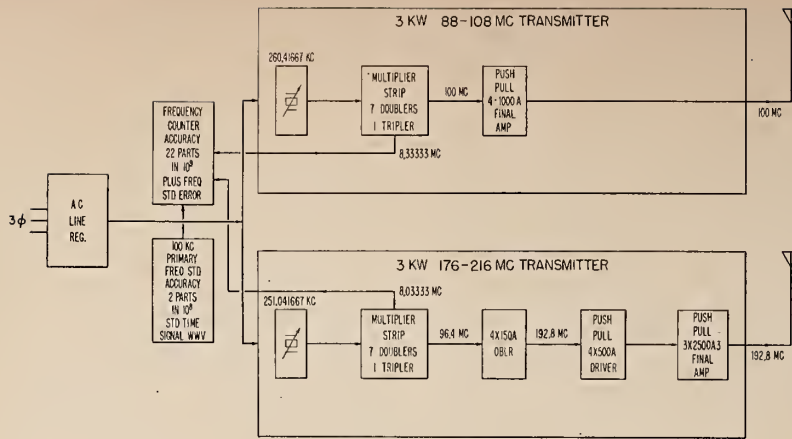 3 KW 88-108 MC TRANSMITTER
260,41667 KC
MULTIPLIER
STRIP
7 DOUBLERS
1 TRIPLER
100 MC
PUSH
PULL
4-1000A
FINAL
AMP
100 MC
8,33333 MC
FREQUENCY
COUNTER
ACCURACY
22 PARTS
IN 10⁹
PLUS FREQ
STD ERROR
3ϕ
A C
LINE
REG.
100 KC
PRIMARY
FREQ STD
ACCURACY
2 PARTS
IN 10⁸
STD TIME
SIGNAL WWV
3 KW 176-216 MC TRANSMITTER
8,03333 MC
251,041667 KC
MULTIPLIER
STRIP
7 DOUBLERS
1 TRIPLER
96,4 MC
4X150A
DBLR
192,8 MC
PUSH
PULL
4X500A
DRIVER
PUSH
PULL
3X2500A3
FINAL
AMP
192,8 MC